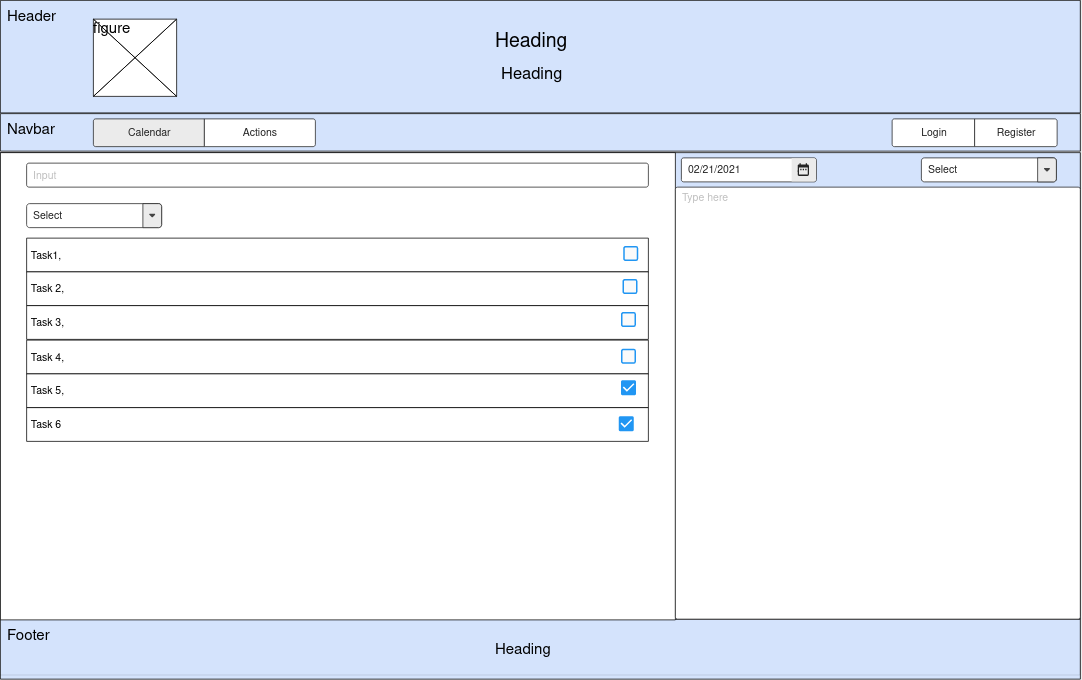 Header
figure
Heading
Heading
Navbar
Calendar
Actions
Login
Register
Input
02/21/2021
Select
Select
Type here
Task1,
Task 2,
Task 3,
Task 4,
Task 5,
Task 6
Footer
Heading